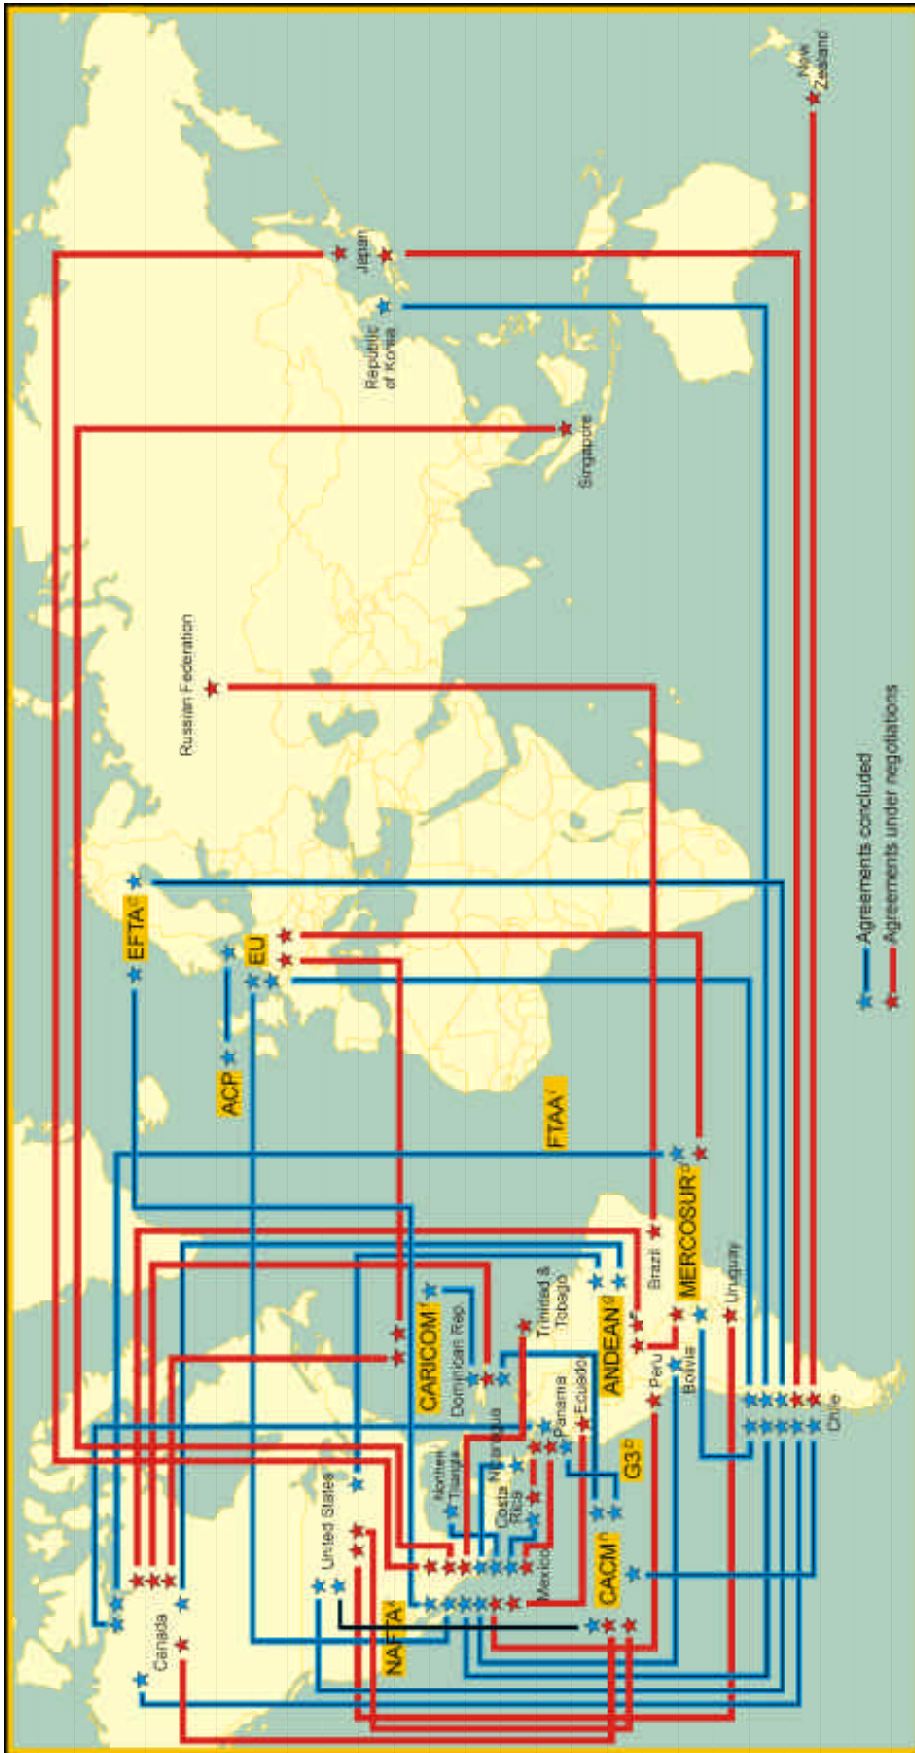 EFTA
Canada
Russian Federation
ACP
EU
United States
Japan
Republic
of Korea
NAFTA
CARICOM
Northern
Triangle
Dominican Rep.
Nicaragua
Costa
Rica
Mexico
Trinidad &
Tobago
Panama
Ecuador
FTAA
Singapore
CACM
ANDEAN
G3
Peru
Brazil
Bolivia
MERCOSUR
Uruguay
Chile
New
Zealand
Agreements concluded
Agreements under negotiations